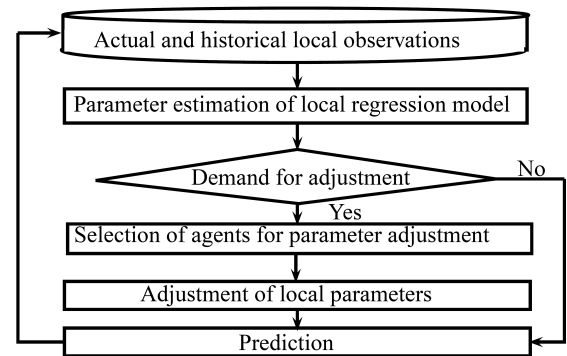 Actual and historical local observations
Parameter estimation of local regression model
Demand for adjustment
No
Yes
Selection of agents for parameter adjustment
Adjustment of local parameters
Prediction